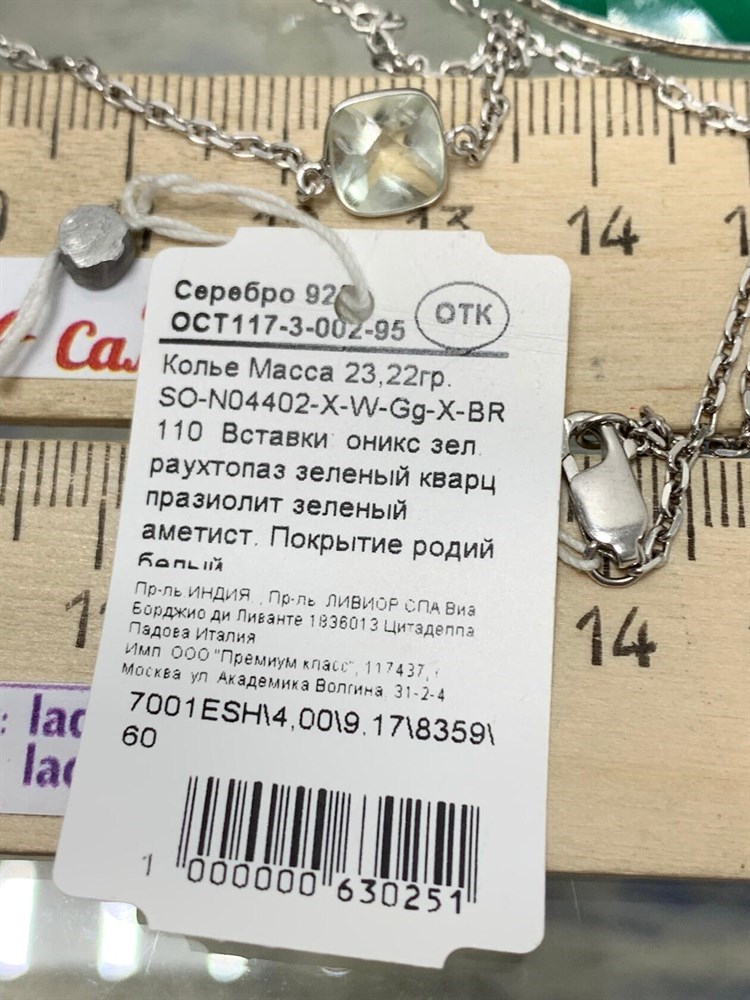 13
14
Серебро 925
ОТК
ОСТ117-3-002-95
Колье Масса 23,22гр.
SO-N04402-X-W-Gg-X-BR
110 Вставки: оникс зел.
раухтопаз зеленый кварц
празиолит зеленый
аметист. Покрытие родий
белый
Пр-ль ИНДИЯ. , Пр-ль ЛИВИОР СПА Виа
Борджио ди Ливанте 1836013 Цитаделла
Падова Италия
Имп. ООО "Премиум класс", 117437, г
Москва ул. Академика Волгина, 31-2-4
7001ESH\4,00\9.17\8359\
60
14
1 000000 630251